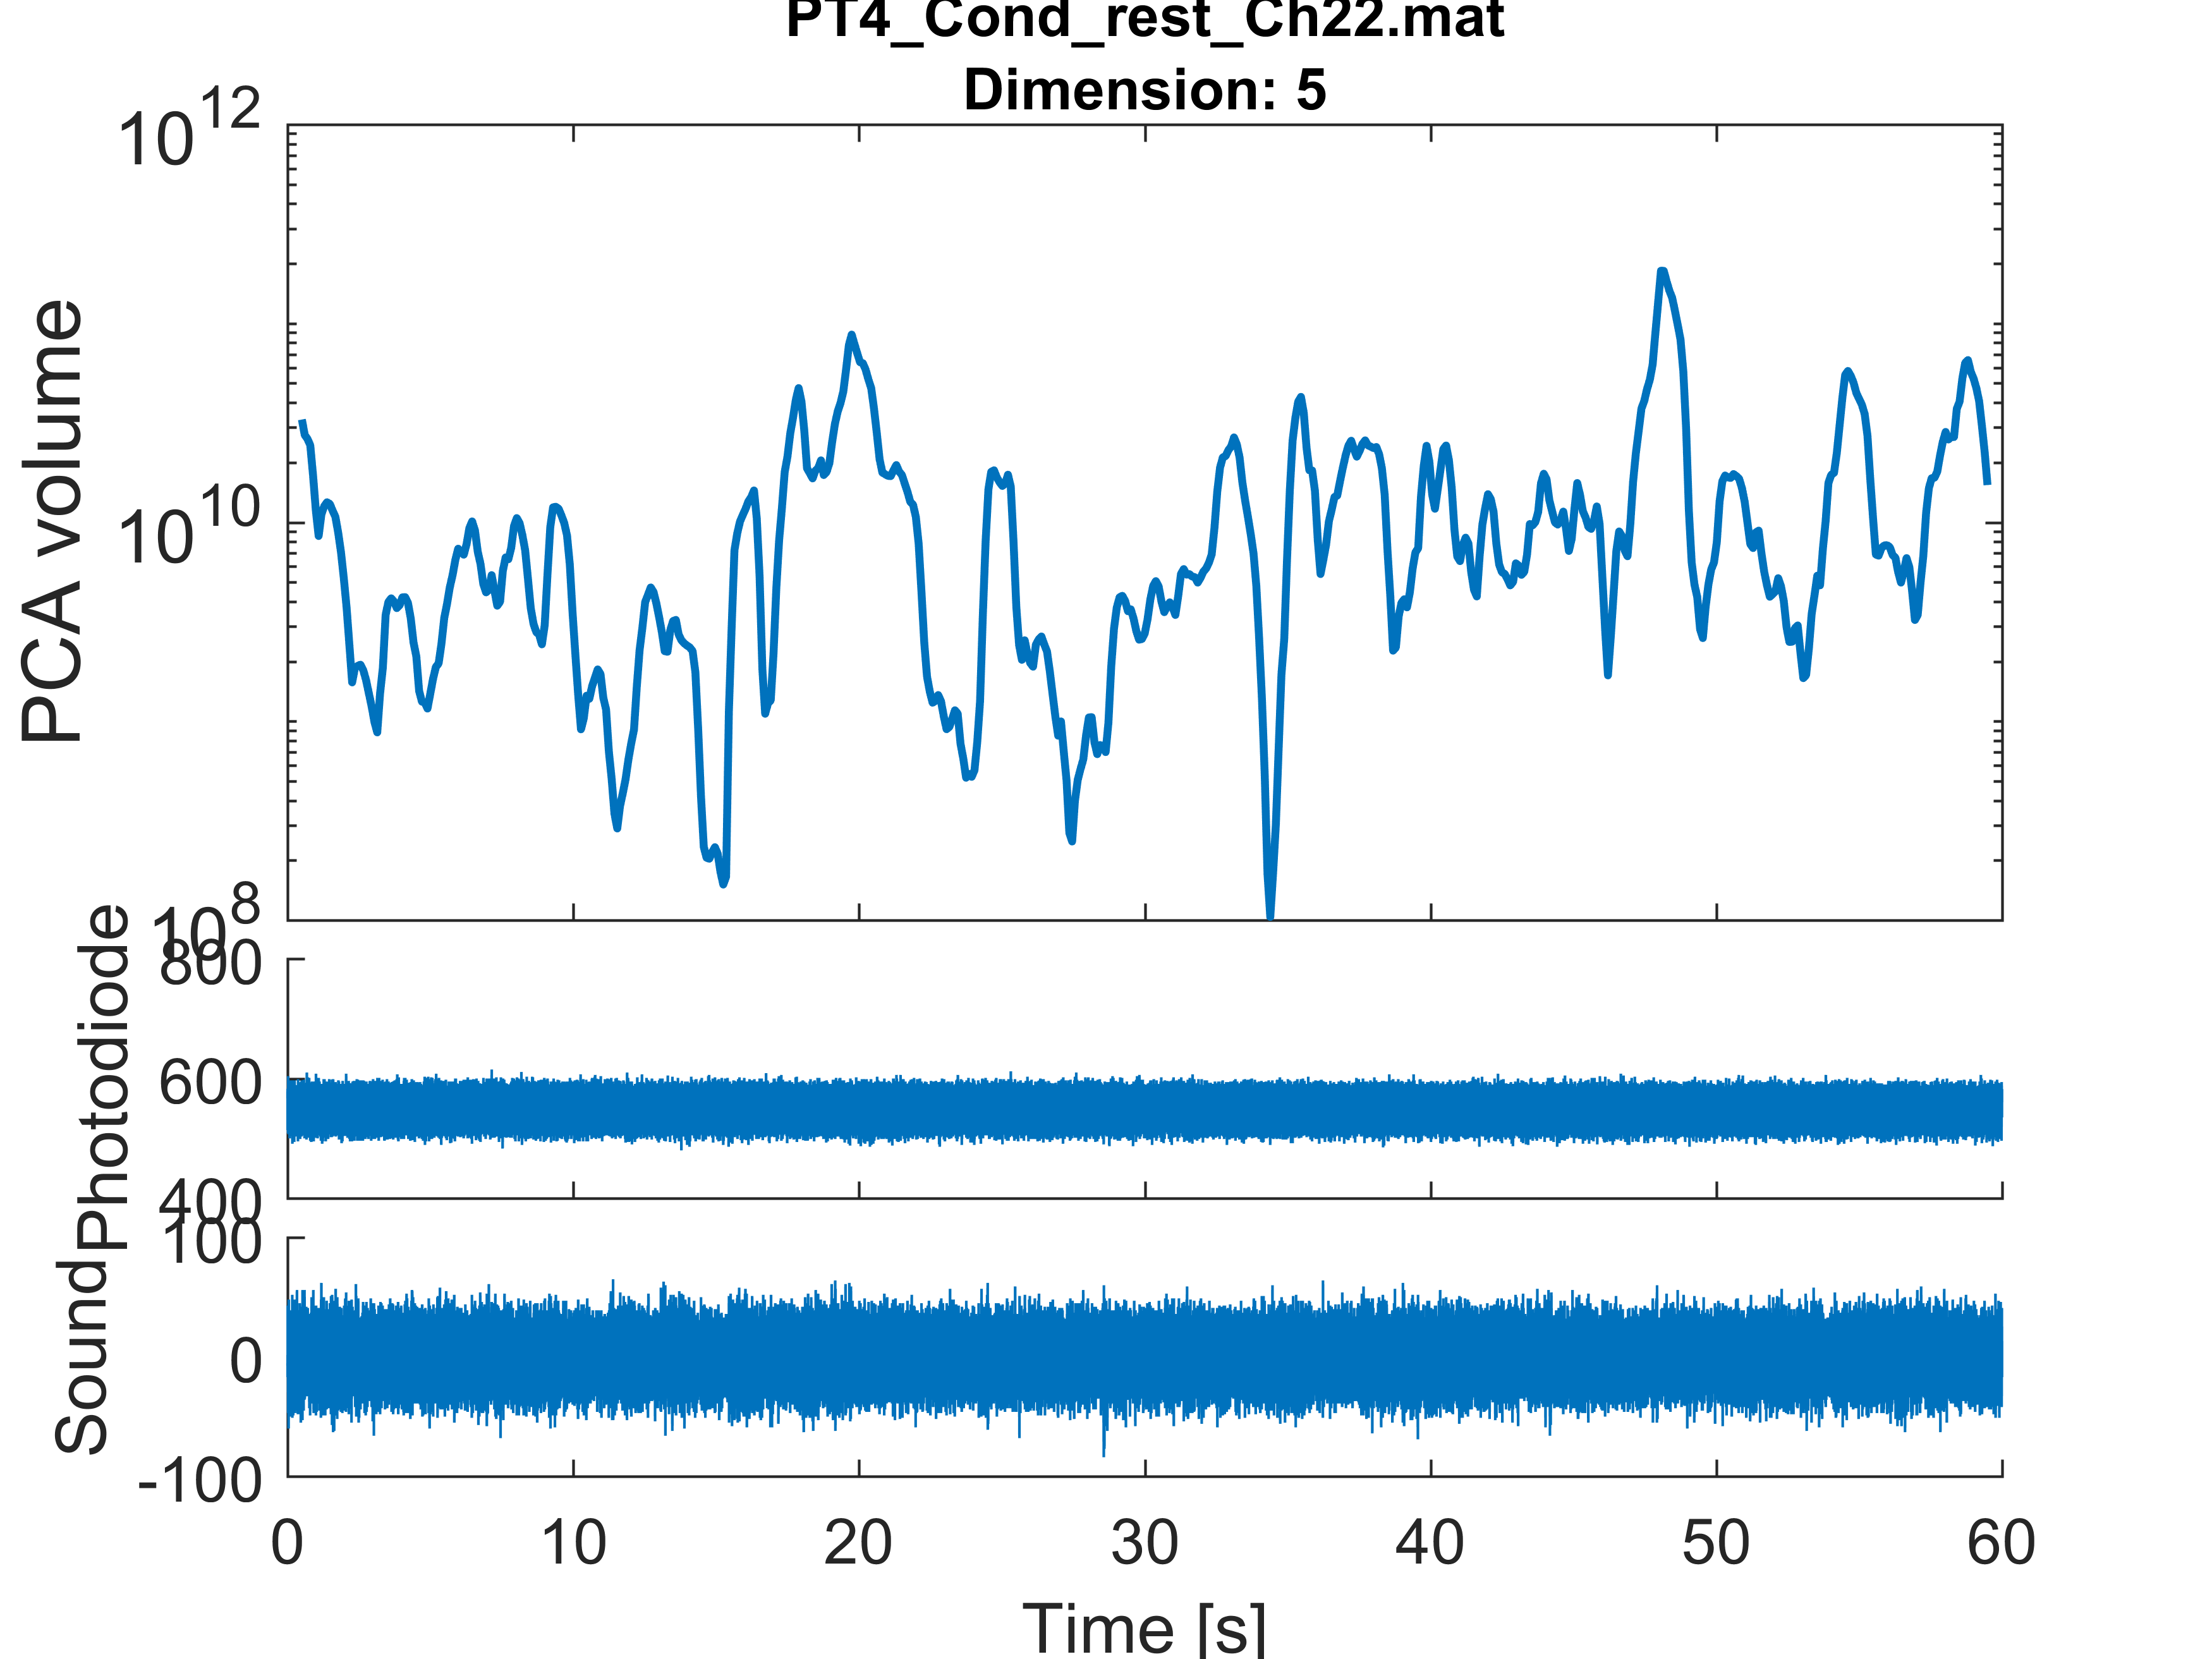 PT4_Cond_rest_Ch22.mat
Dimension: 5
10^12
10^10
10^8
PCA volume
800
600
400
Photodiode
100
0
-100
Sound
0 10 20 30 40 50 60
Time [s]